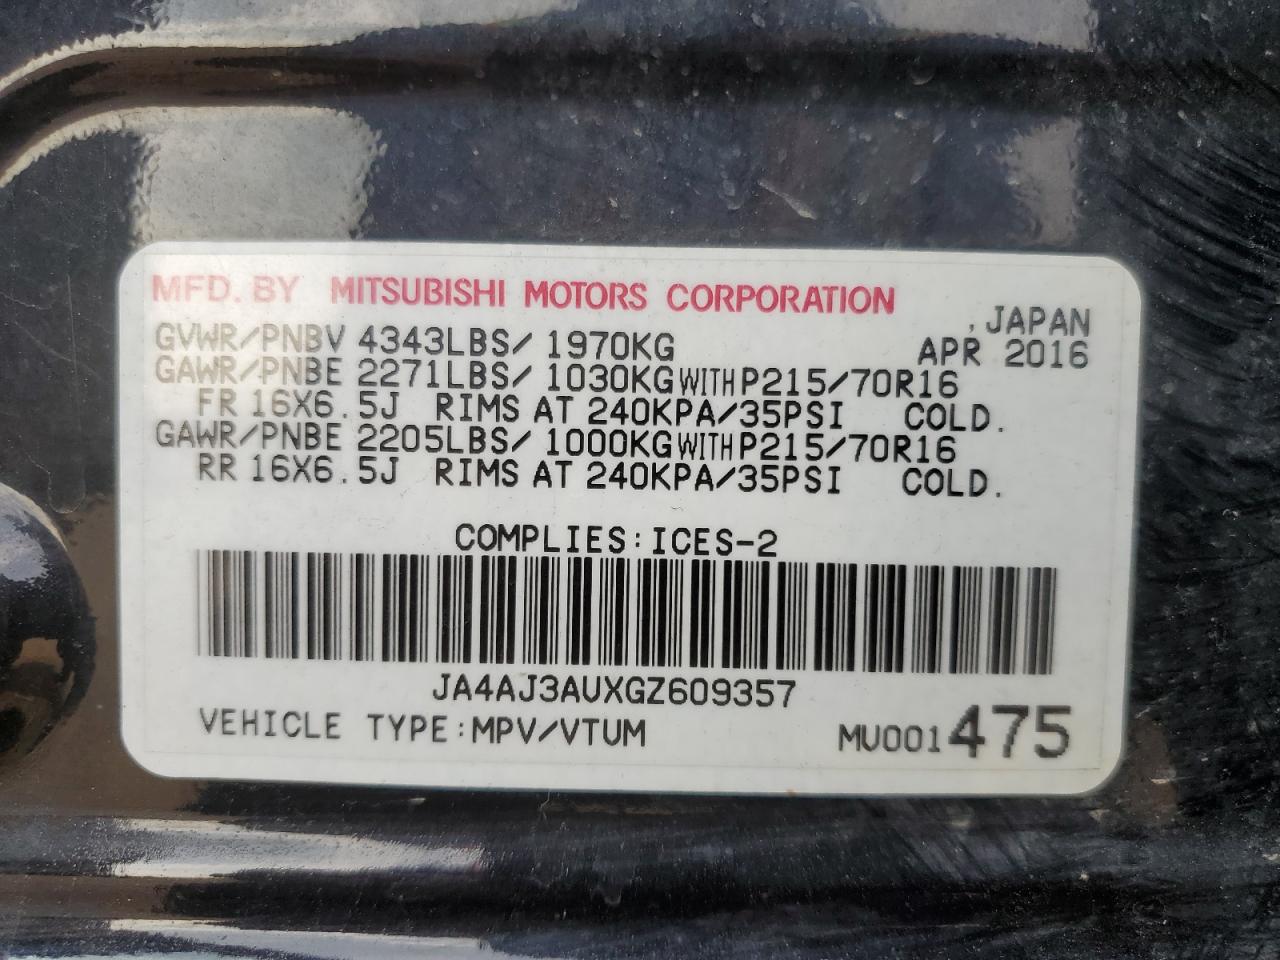 MFD. BY MITSUBISHI MOTORS CORPORATION
, JAPAN
GVWR/PNBV 4343LBS/ 1970KG APR 2016
GAWR/PNBE 2271LBS/ 1030KG WITH P215/70R16
FR 16X6.5J RIMS AT 240KPA/35PSI COLD.
GAWR/PNBE 2205LBS/ 1000KG WITH P215/70R16
RR 16X6.5J RIMS AT 240KPA/35PSI COLD.
COMPLIES:ICES-2
JA4AJ3AUXGZ609357
VEHICLE TYPE:MPV/VTUM MU001475